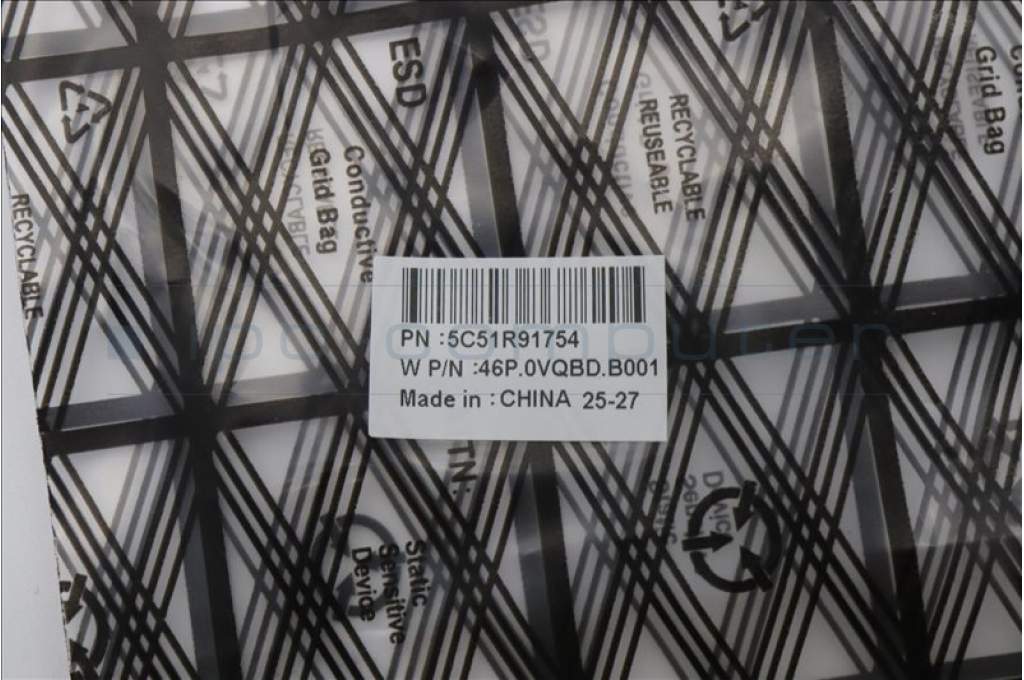 ESD
RECYCLABLE
REUSEABLE
Conductive
Grid Bag
Grid Bag
RECYCLABLE
PN :5C51R91754
W P/N :46P.0VQBD.B001
Made in :CHINA 25-27
TN:
Static
Sensitive
Device